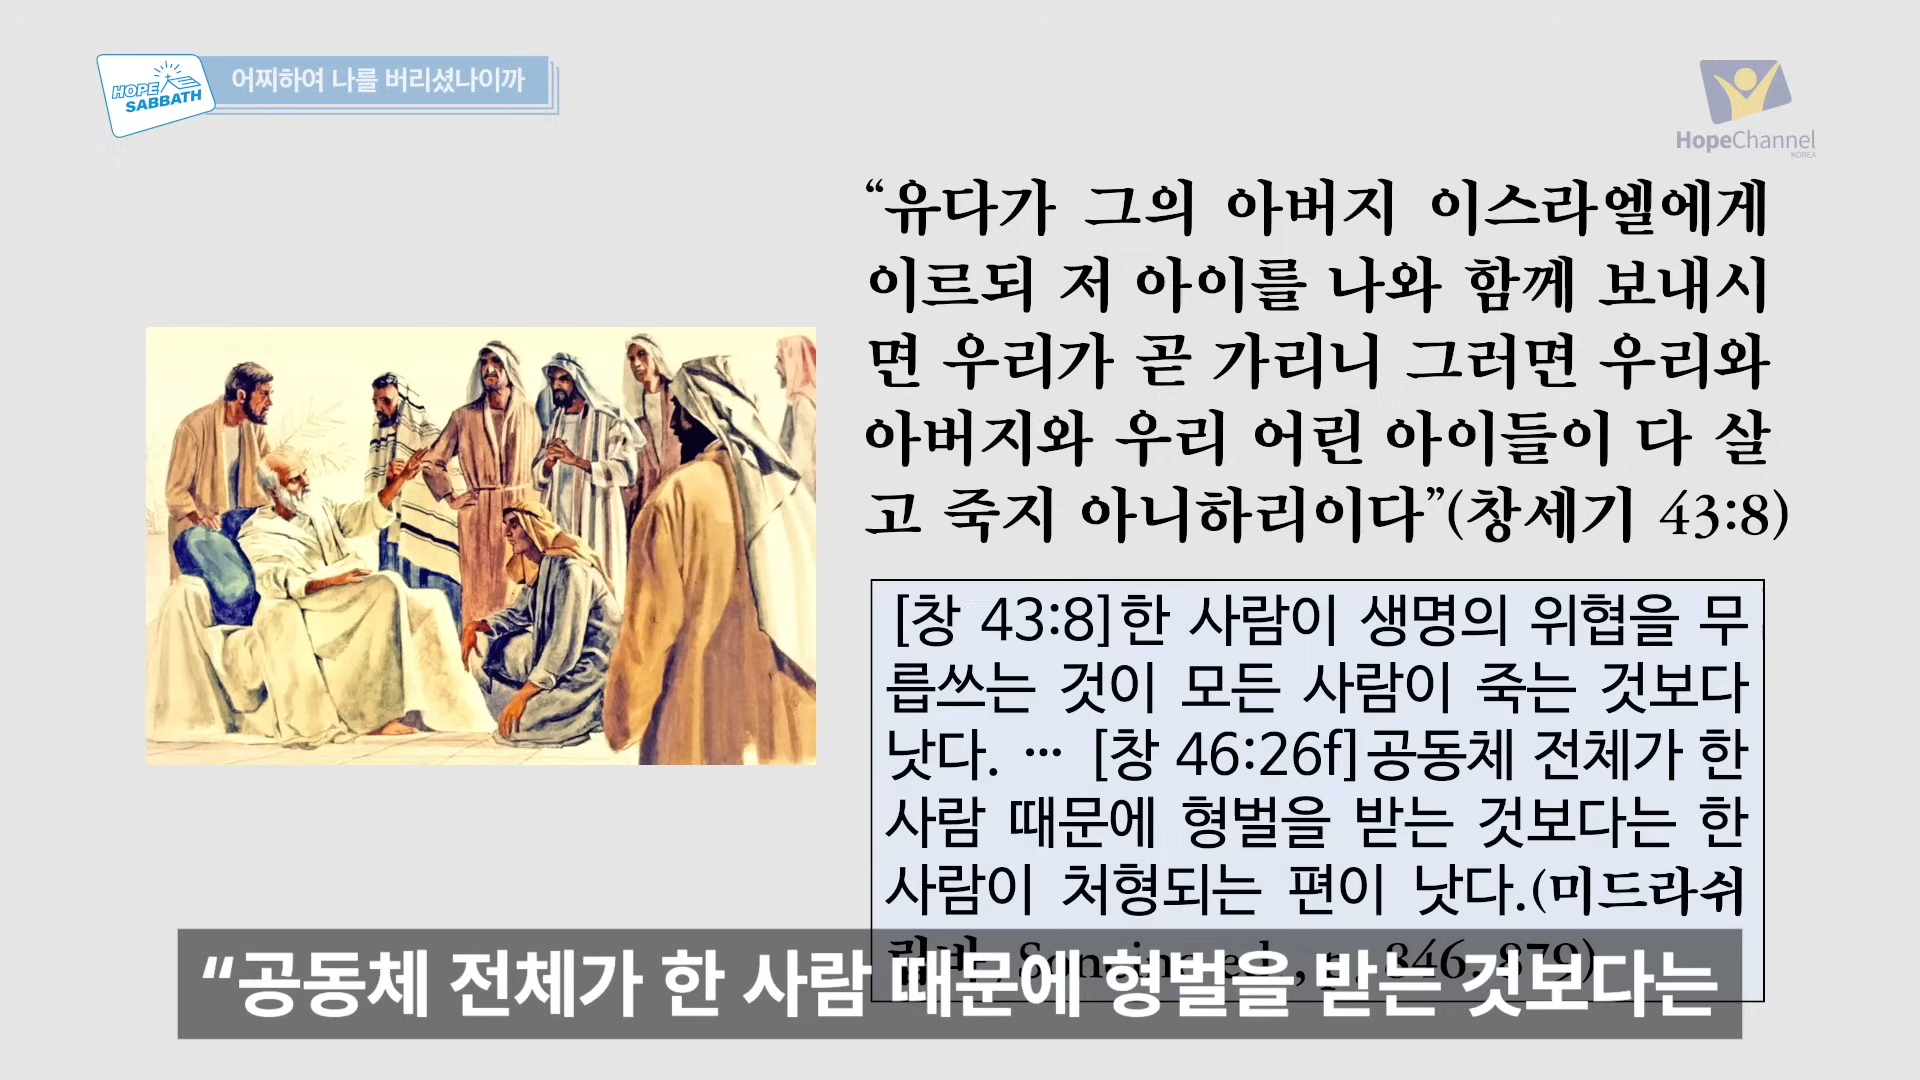 HOPE
SABBATH
어찌하여 나를 버리셨나이까
HopeChannel
KOREA
“유다가 그의 아버지 이스라엘에게
이르되 저 아이를 나와 함께 보내시
면 우리가 곧 가리니 그러면 우리와
아버지와 우리 어린 아이들이 다 살
고 죽지 아니하리이다”(창세기 43:8)
[창 43:8]한 사람이 생명의 위협을 무
릅쓰는 것이 모든 사람이 죽는 것보다
낫다. … [창 46:26f]공동체 전체가 한
사람 때문에 형벌을 받는 것보다는 한
사람이 처형되는 편이 낫다.(미드라쉬
346, 879)
“공동체 전체가 한 사람 때문에 형벌을 받는 것보다는